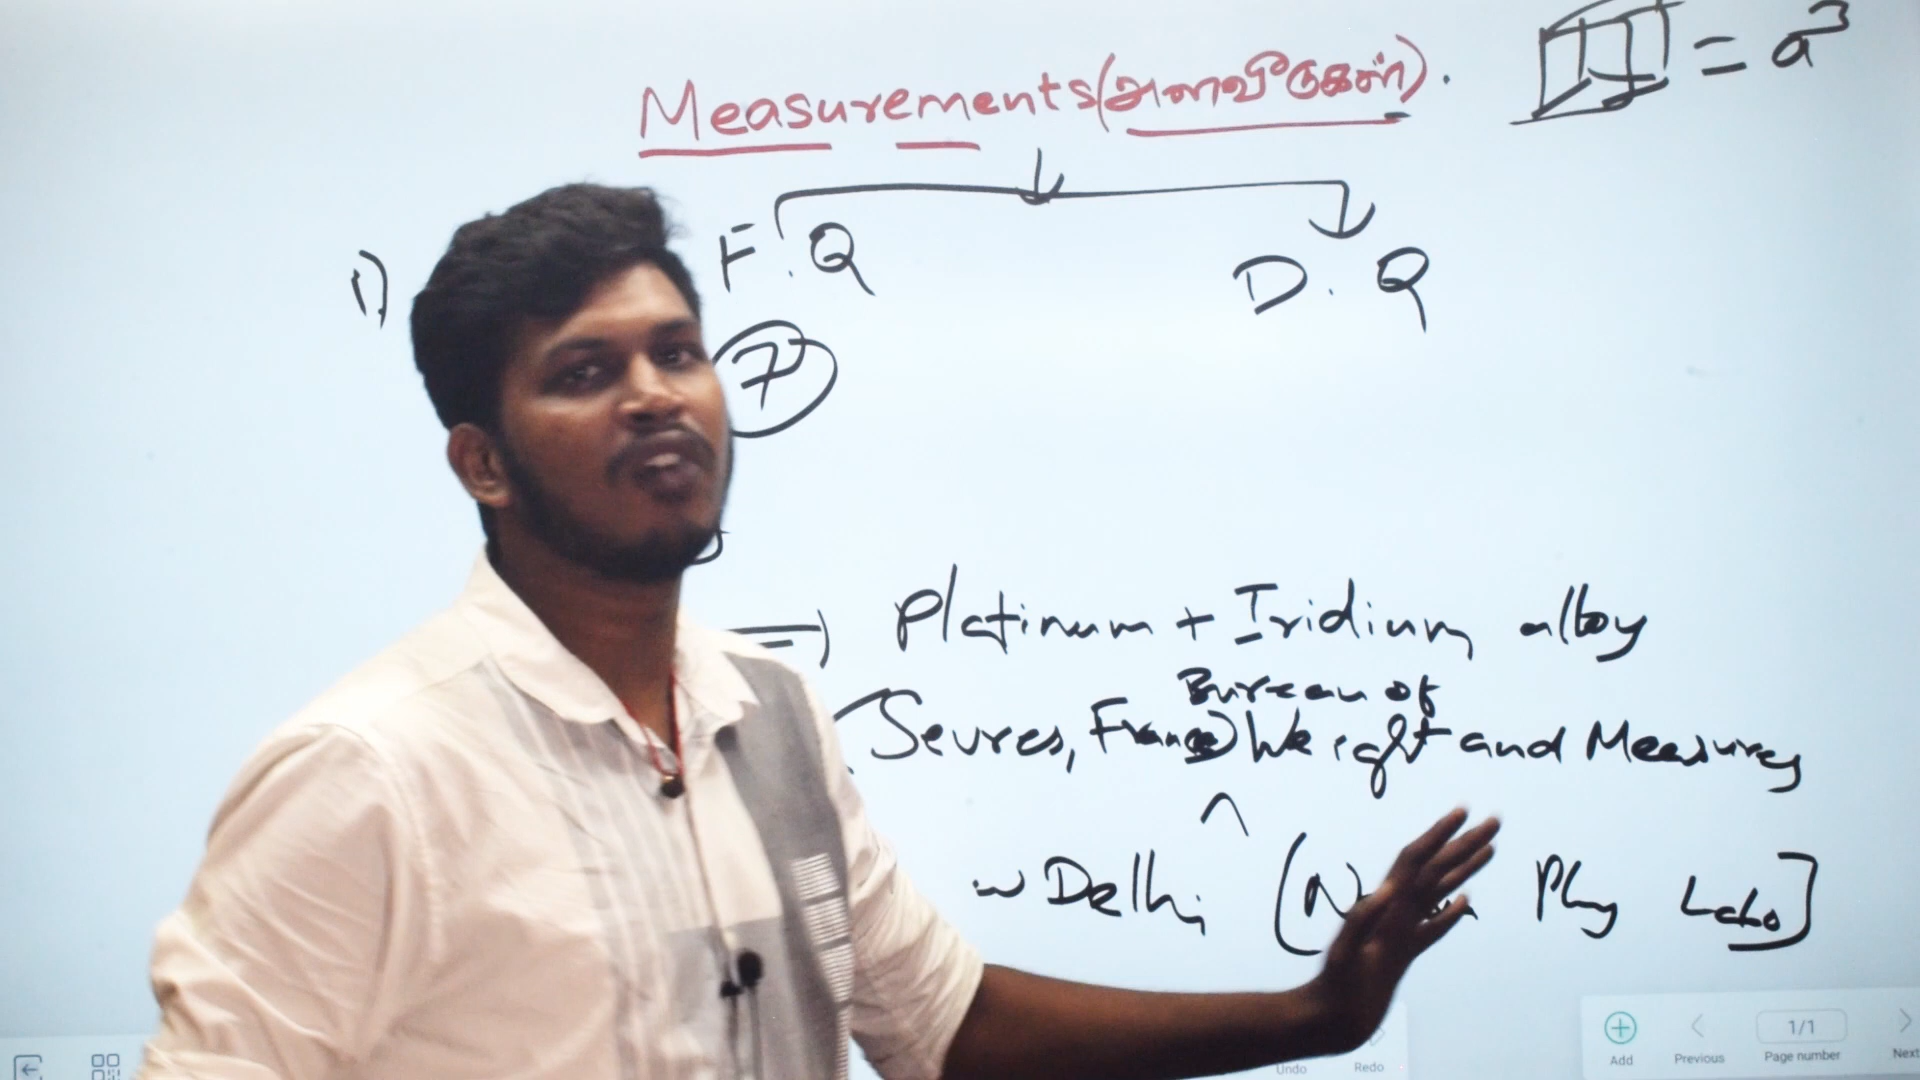 = a³
Measurements (அளவீடுகள்).
1) F.Q D.Q
7
Platinum + Iridium alloy
Bureau of
Sevres, France) Weight and Measures
Delhi ( Phy Labo]
Undo Redo
Add Previous 1/1 Page number Next